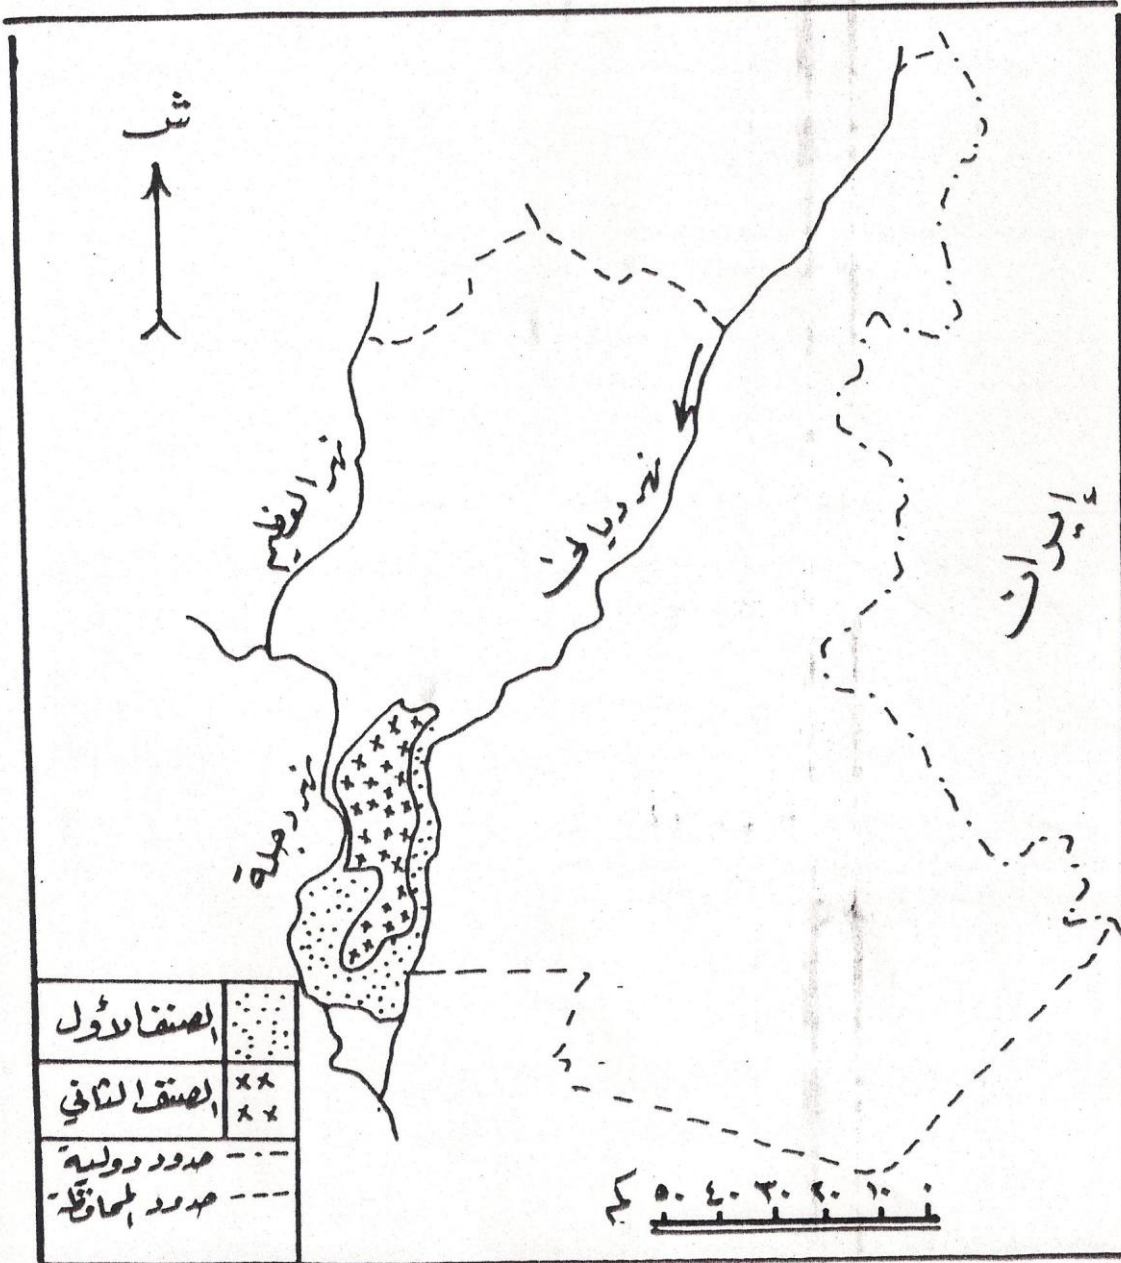 ش
نهر العظيم
نهر ديالى
إيران
نهر دجلة
الصنف الأول
الصنف الثاني
حدود دولية
حدود المحافظة
كم ٥٠ ٤٠ ٣٠ ٢٠ ١٠ ٠